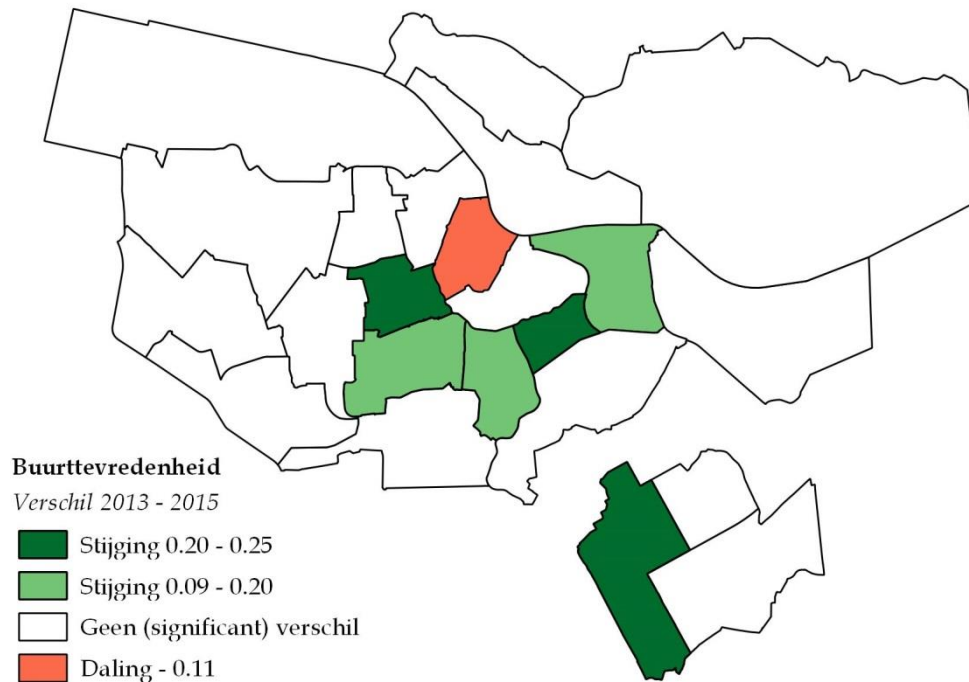 Buurttevredenheid
Verschil 2013 - 2015
Stijging 0.20 - 0.25
Stijging 0.09 - 0.20
Geen (significant) verschil
Daling - 0.11